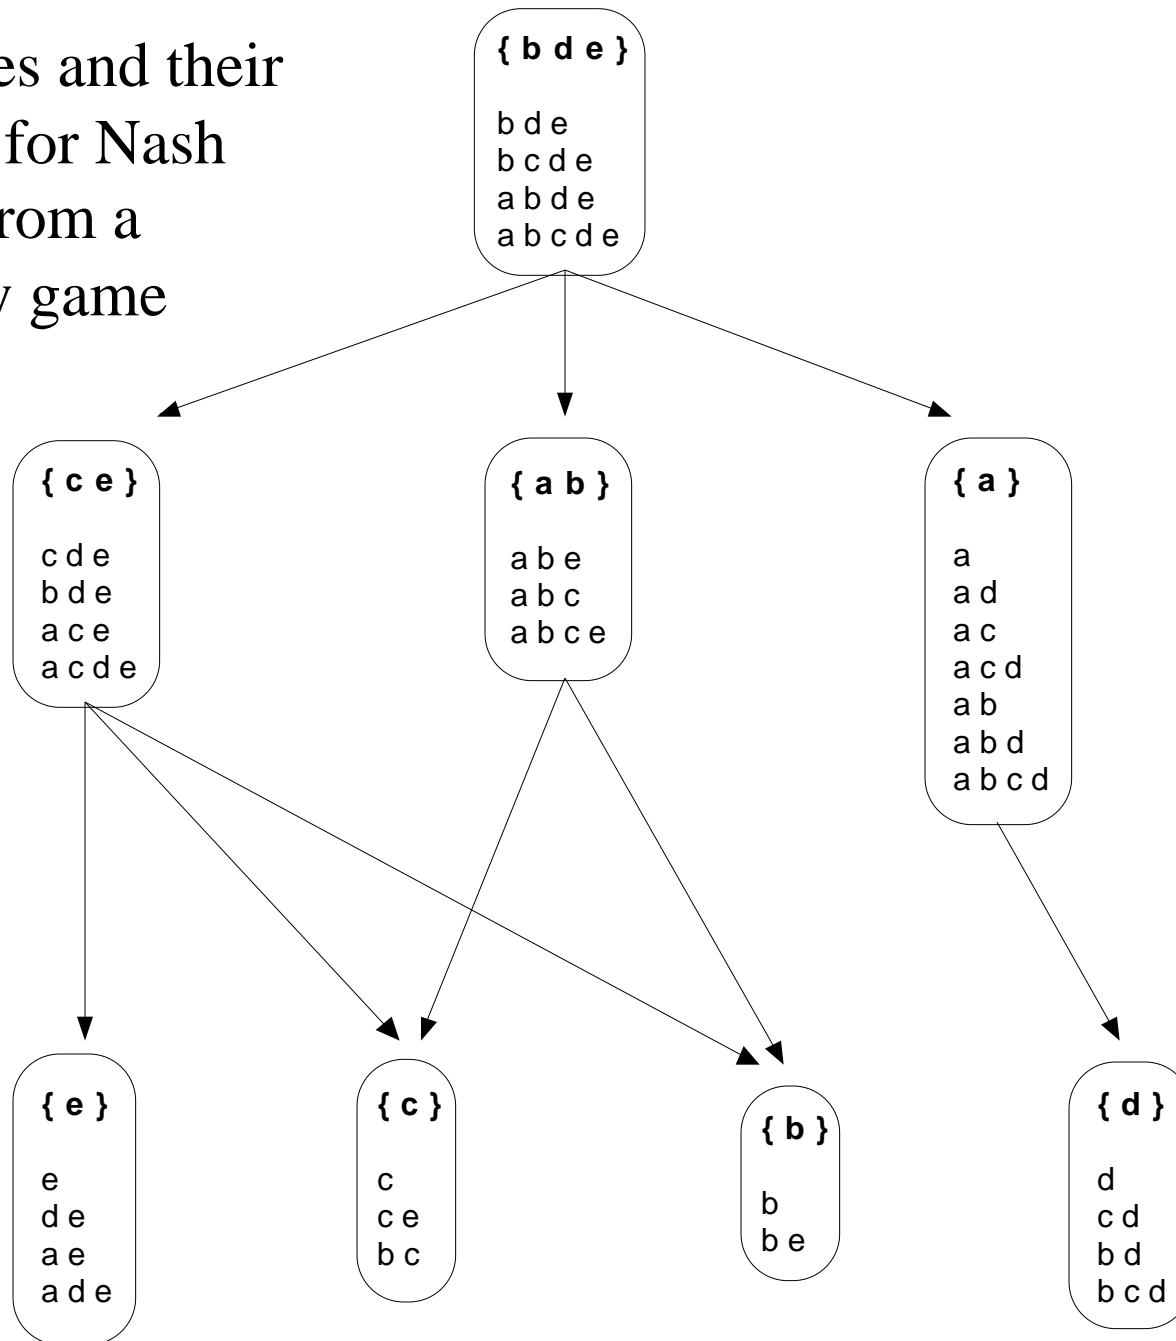 es and their
for Nash
rom a
game
{ b d e }
b d e
b c d e
a b d e
a b c d e
{ c e }
c d e
b d e
a c e
a c d e
{ a b }
a b e
a b c
a b c e
{ a }
a
a d
a c
a c d
a b
a b d
a b c d
{ e }
e
d e
a e
a d e
{ c }
c
c e
b c
{ b }
b
b e
{ d }
d
c d
b d
b c d